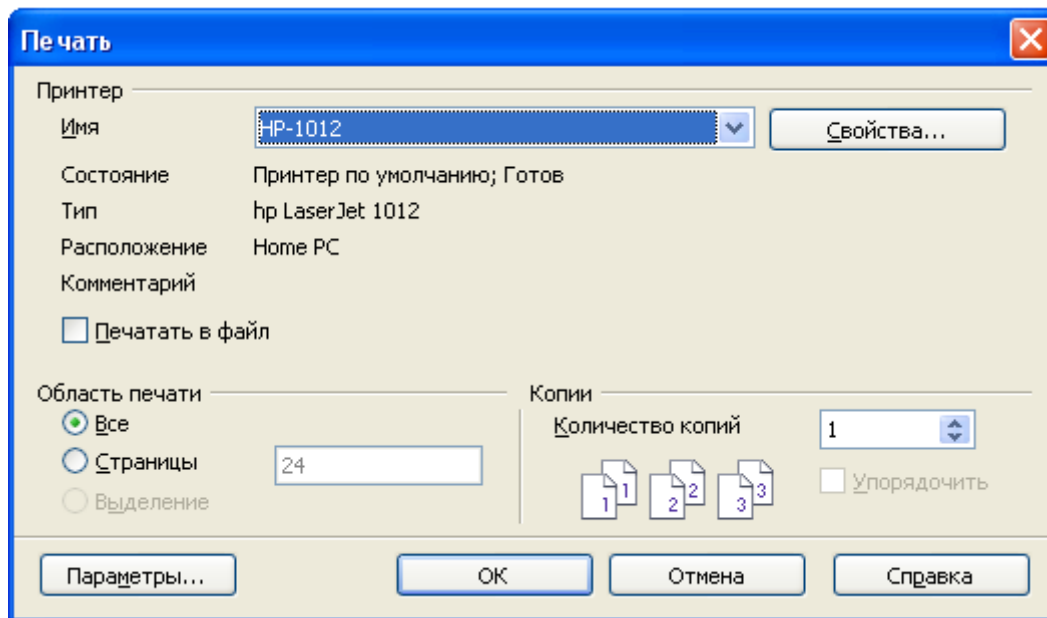 Печать
Принтер
Имя HP-1012 Свойства...
Состояние Принтер по умолчанию; Готов
Тип hp LaserJet 1012
Расположение Home PC
Комментарий
Печатать в файл
Область печати Копии
Все Количество копий 1
Страницы 24
1 1 2 2 3 3 Упорядочить
Выделение
Параметры... ОК Отмена Справка